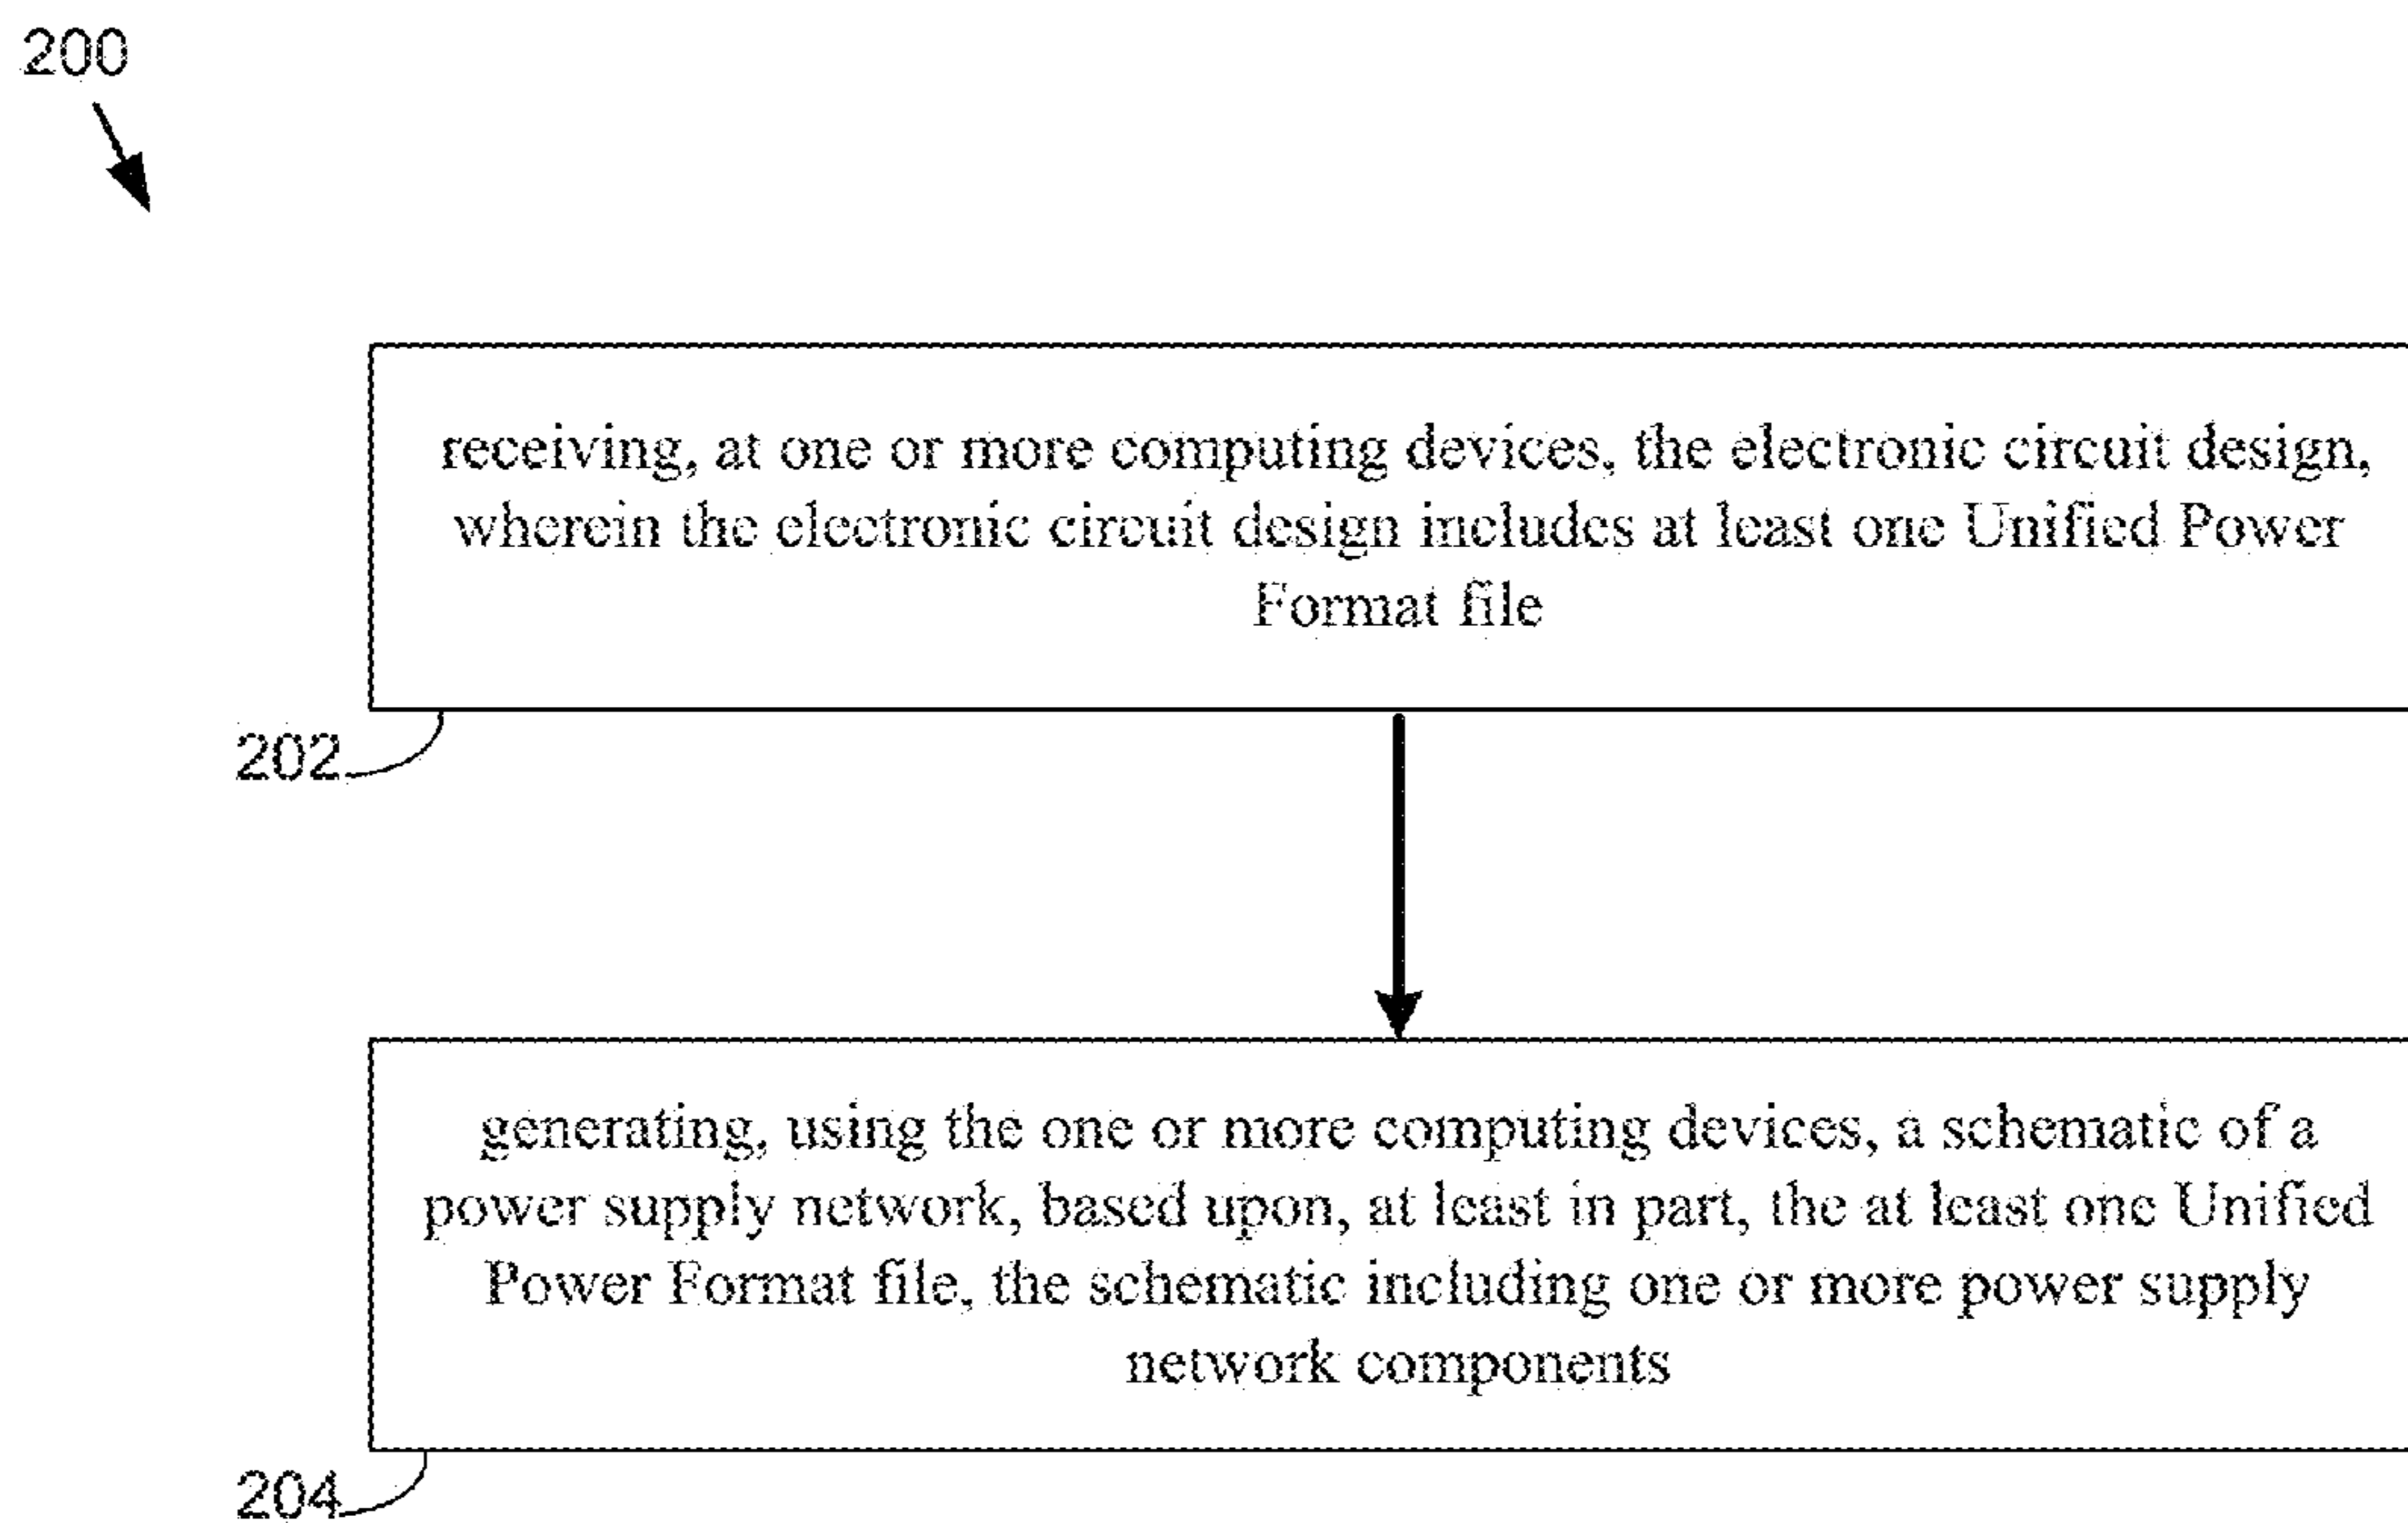 200
receiving, at one or more computing devices, the electronic circuit design,
wherein the electronic circuit design includes at least one Unified Power
Format file
202
generating, using the one or more computing devices, a schematic of a
power supply network, based upon, at least in part, the at least one Unified
Power Format file, the schematic including one or more power supply
network components
204